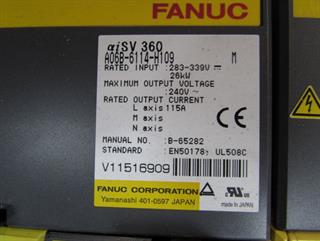 FANUC
αiSV 360
A06B-6114-H109 M
RATED INPUT :283-339V ⎓
26kW
MAXIMUM OUTPUT VOLTAGE
:240V ~
RATED OUTPUT CURRENT
L axis 115A
M axis
N axis
CE
MANUAL NO. :B-65282
STANDARD :EN50178, UL508C
V11516909
FANUC CORPORATION
Yamanashi 401-0597 JAPAN
MADE IN JAPAN